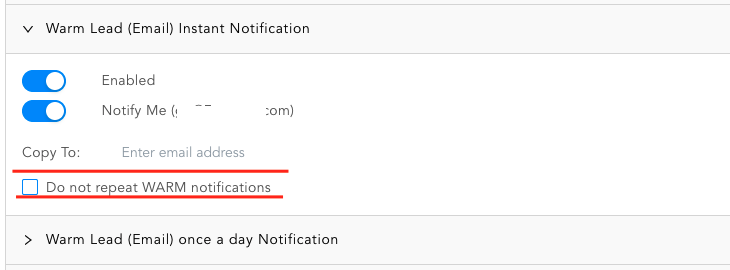 Warm Lead (Email) Instant Notification
Enabled
Notify Me ( com)
Copy To: Enter email address
Do not repeat WARM notifications
Warm Lead (Email) once a day Notification